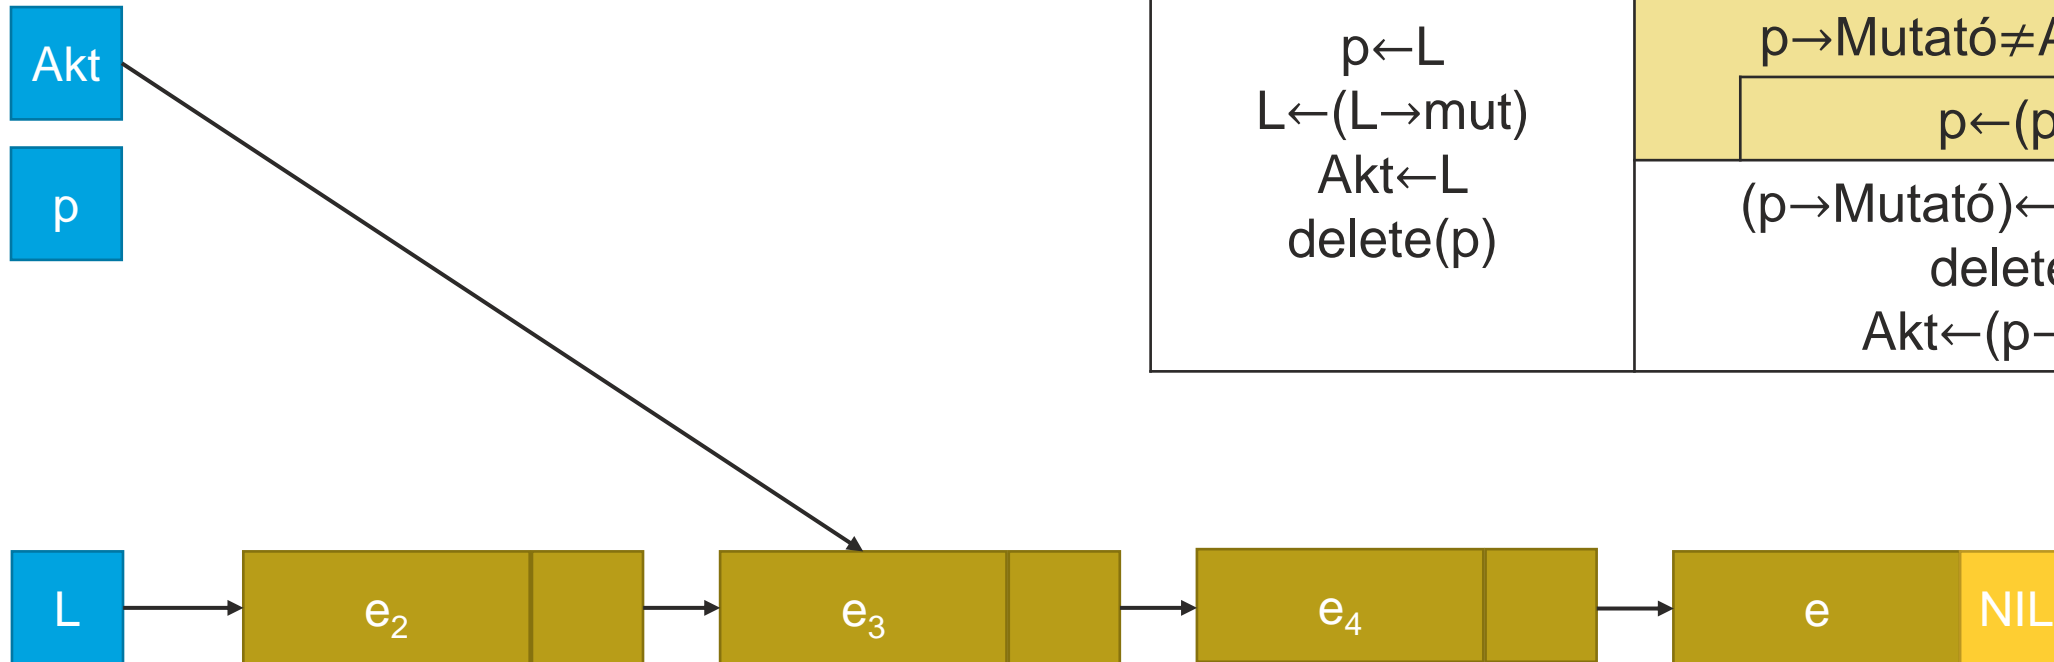 Akt
p
p←L
L←(L→mut)
Akt←L
delete(p)
p→Mutató≠
p←(p
(p→Mutató)←
delete
Akt←(p→
L
e₂
e₃
e₄
e
NIL